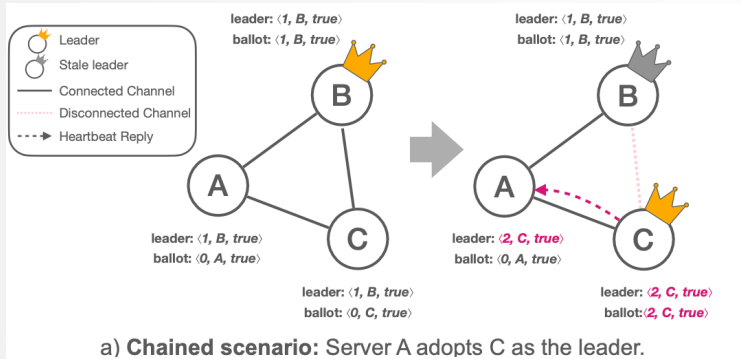 Leader
Stale leader
Connected Channel
Disconnected Channel
Heartbeat Reply
leader: ⟨1, B, true⟩
ballot: ⟨1, B, true⟩
B
A
C
leader: ⟨1, B, true⟩
ballot: ⟨0, A, true⟩
leader: ⟨1, B, true⟩
ballot: ⟨0, C, true⟩
leader: ⟨1, B, true⟩
ballot: ⟨1, B, true⟩
B
A
C
leader: ⟨2, C, true⟩
ballot: ⟨0, A, true⟩
leader: ⟨2, C, true⟩
ballot:⟨2, C, true⟩
a) Chained scenario: Server A adopts C as the leader.